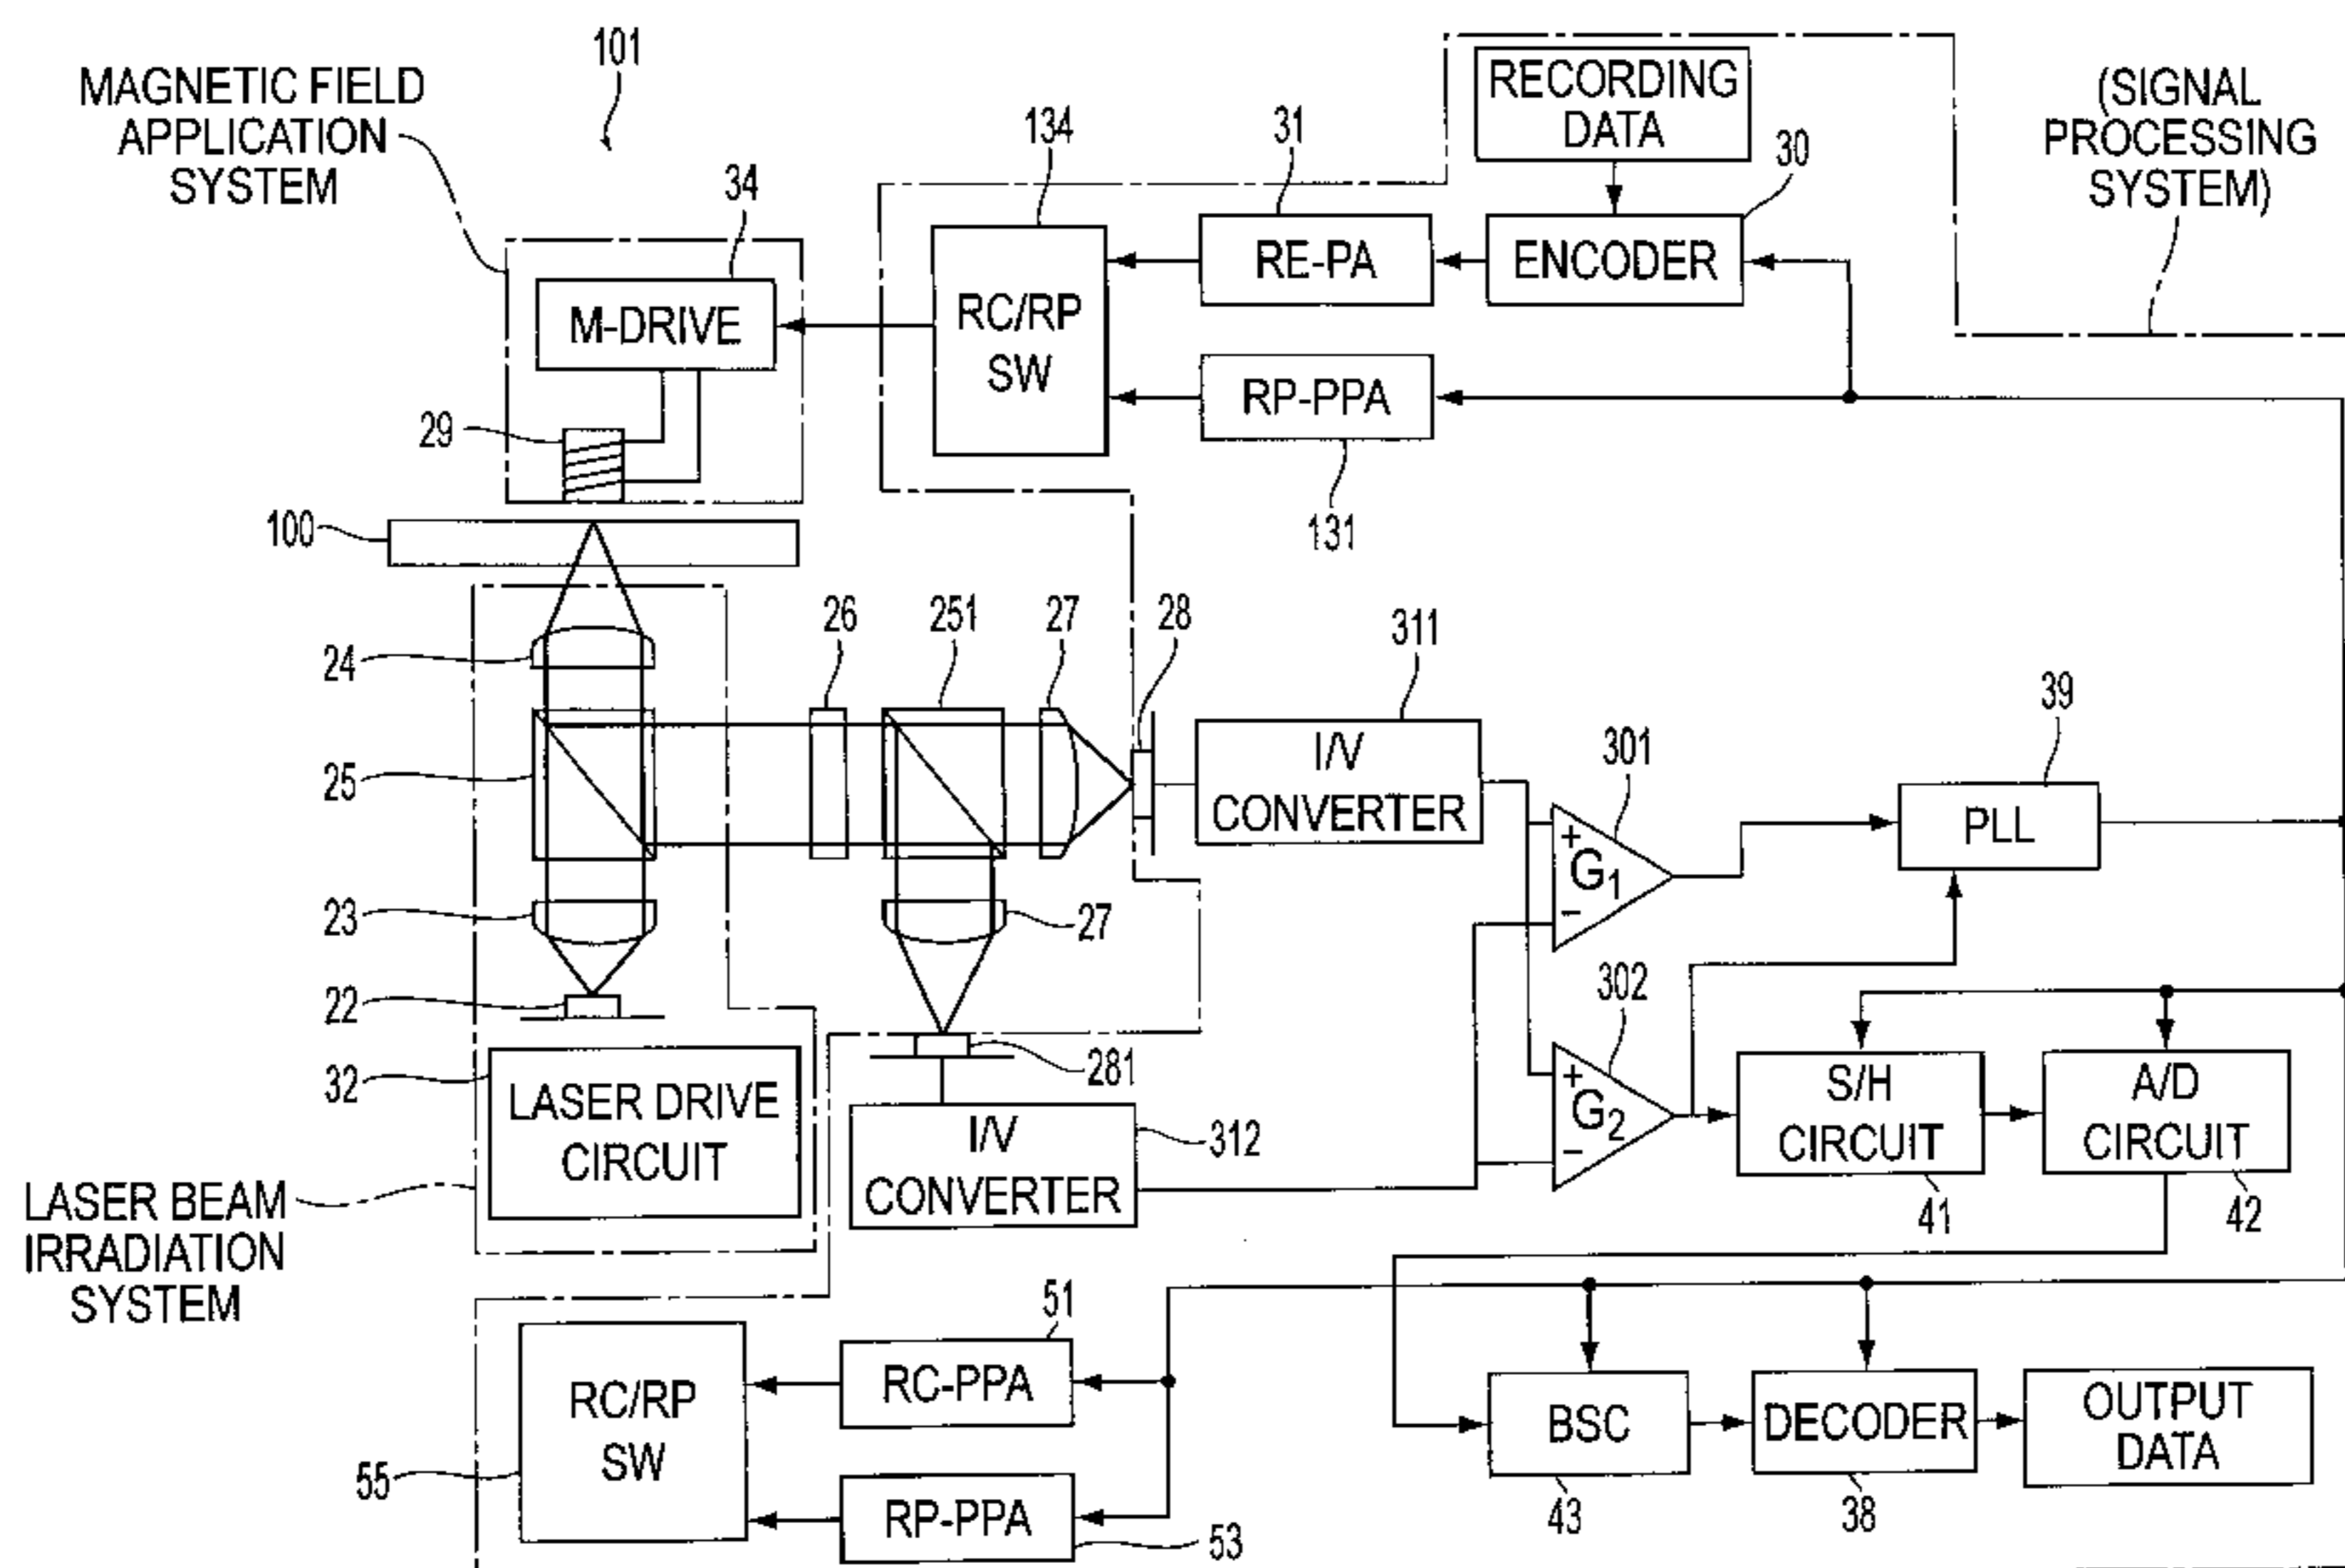 101
MAGNETIC FIELD
APPLICATION
SYSTEM
34
M-DRIVE
29
100
134
RC/RP
SW
31
RE-PA
RECORDING
DATA
30
ENCODER
(SIGNAL
PROCESSING
SYSTEM)
RP-PPA
131
24
25
23
22
26
251
27
28
27
281
311
I/V
CONVERTER
301
+
G1
−
39
PLL
302
+
G2
−
S/H
CIRCUIT
41
A/D
CIRCUIT
42
32
LASER DRIVE
CIRCUIT
I/V
CONVERTER
312
LASER BEAM
IRRADIATION
SYSTEM
55
RC/RP
SW
51
RC-PPA
RP-PPA
53
BSC
43
DECODER
38
OUTPUT
DATA